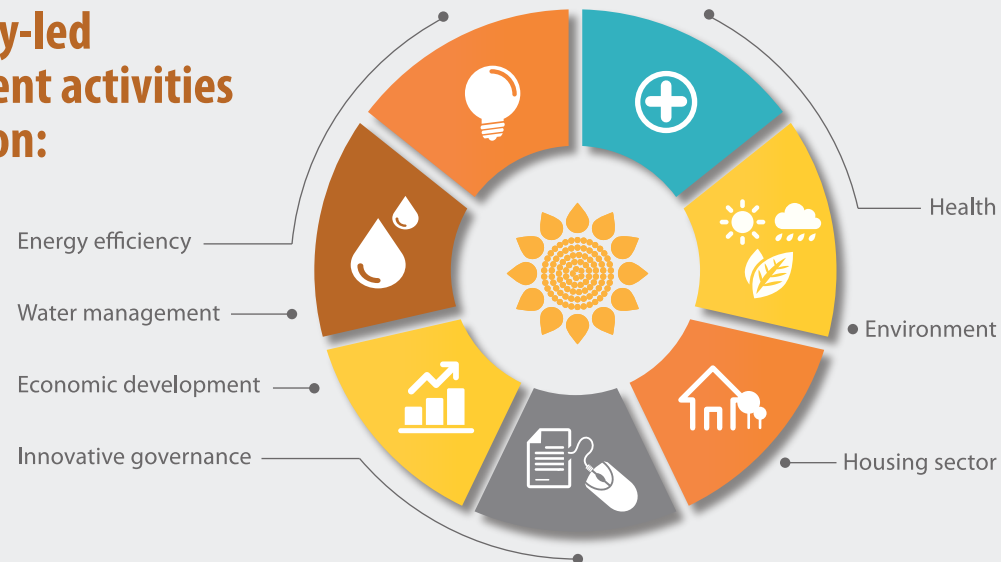 y-led
ent activities
on:
Energy efficiency
Water management
Economic development
Innovative governance
Health
Environment
Housing sector